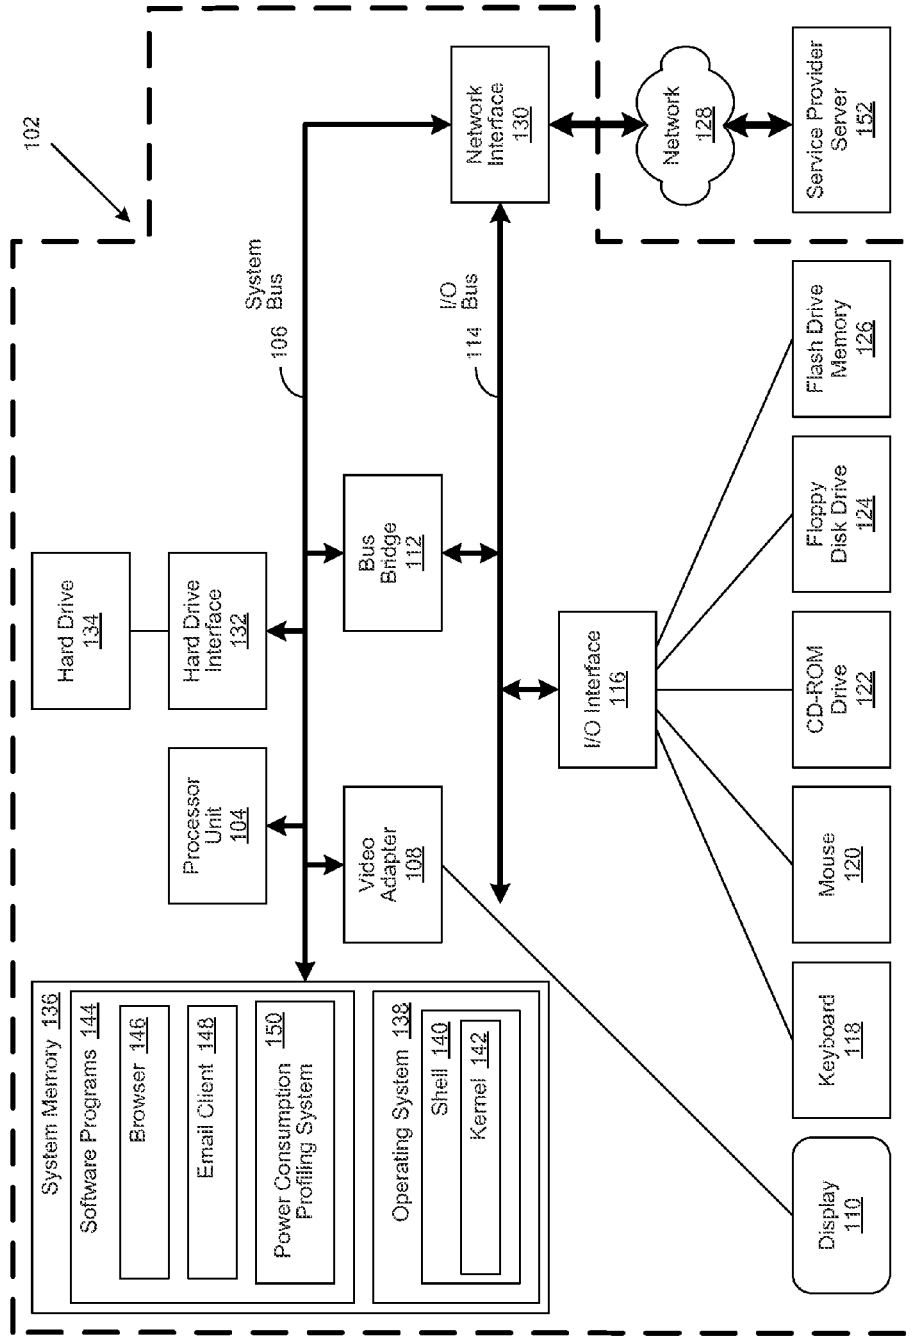 102
System Memory 136
Software Programs 144
Browser 146
Email Client 148
Power Consumption 150
Profiling System
Operating System 138
Shell 140
Kernel 142
Processor
Unit
104
Hard Drive
134
Hard Drive
Interface
132
System
Bus
106
Video
Adapter
108
Bus
Bridge
112
I/O
Bus
114
Network
Interface
130
I/O Interface
116
Network
128
Display
110
Keyboard
118
Mouse
120
CD-ROM
Drive
122
Floppy
Disk Drive
124
Flash Drive
Memory
126
Service Provider
Server
152